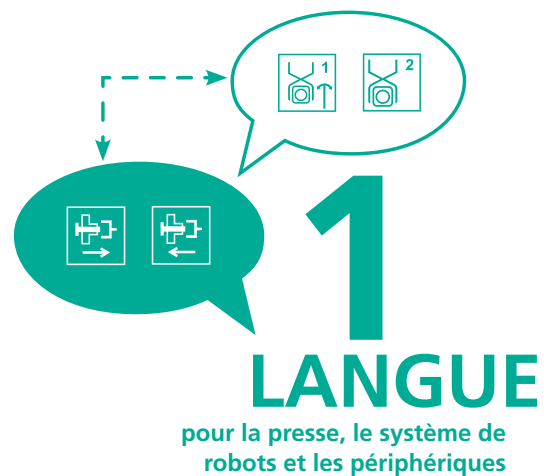 1 2
1
LANGUE
pour la presse, le système de
robots et les périphériques